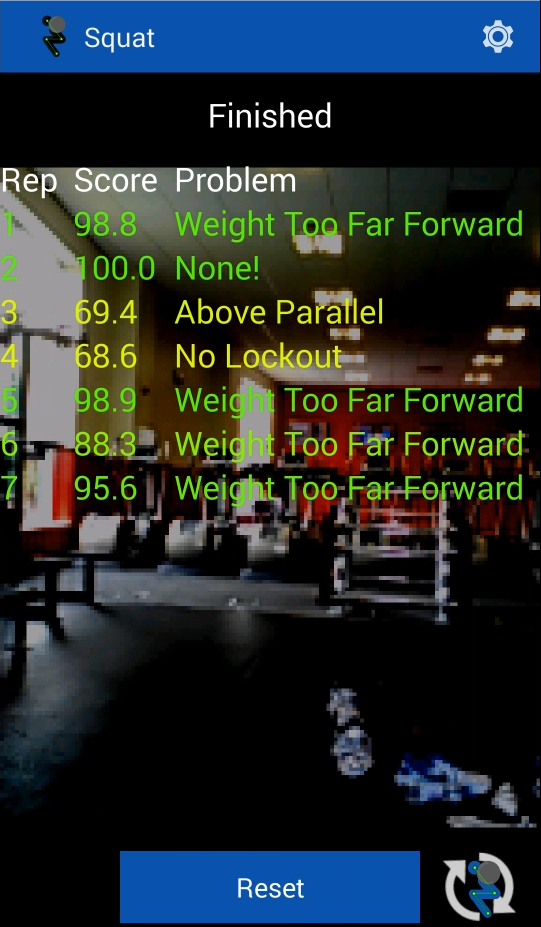 Squat
Finished
Rep Score Problem
1 98.8 Weight Too Far Forward
2 100.0 None!
3 69.4 Above Parallel
4 68.6 No Lockout
5 98.9 Weight Too Far Forward
6 88.3 Weight Too Far Forward
7 95.6 Weight Too Far Forward
Reset